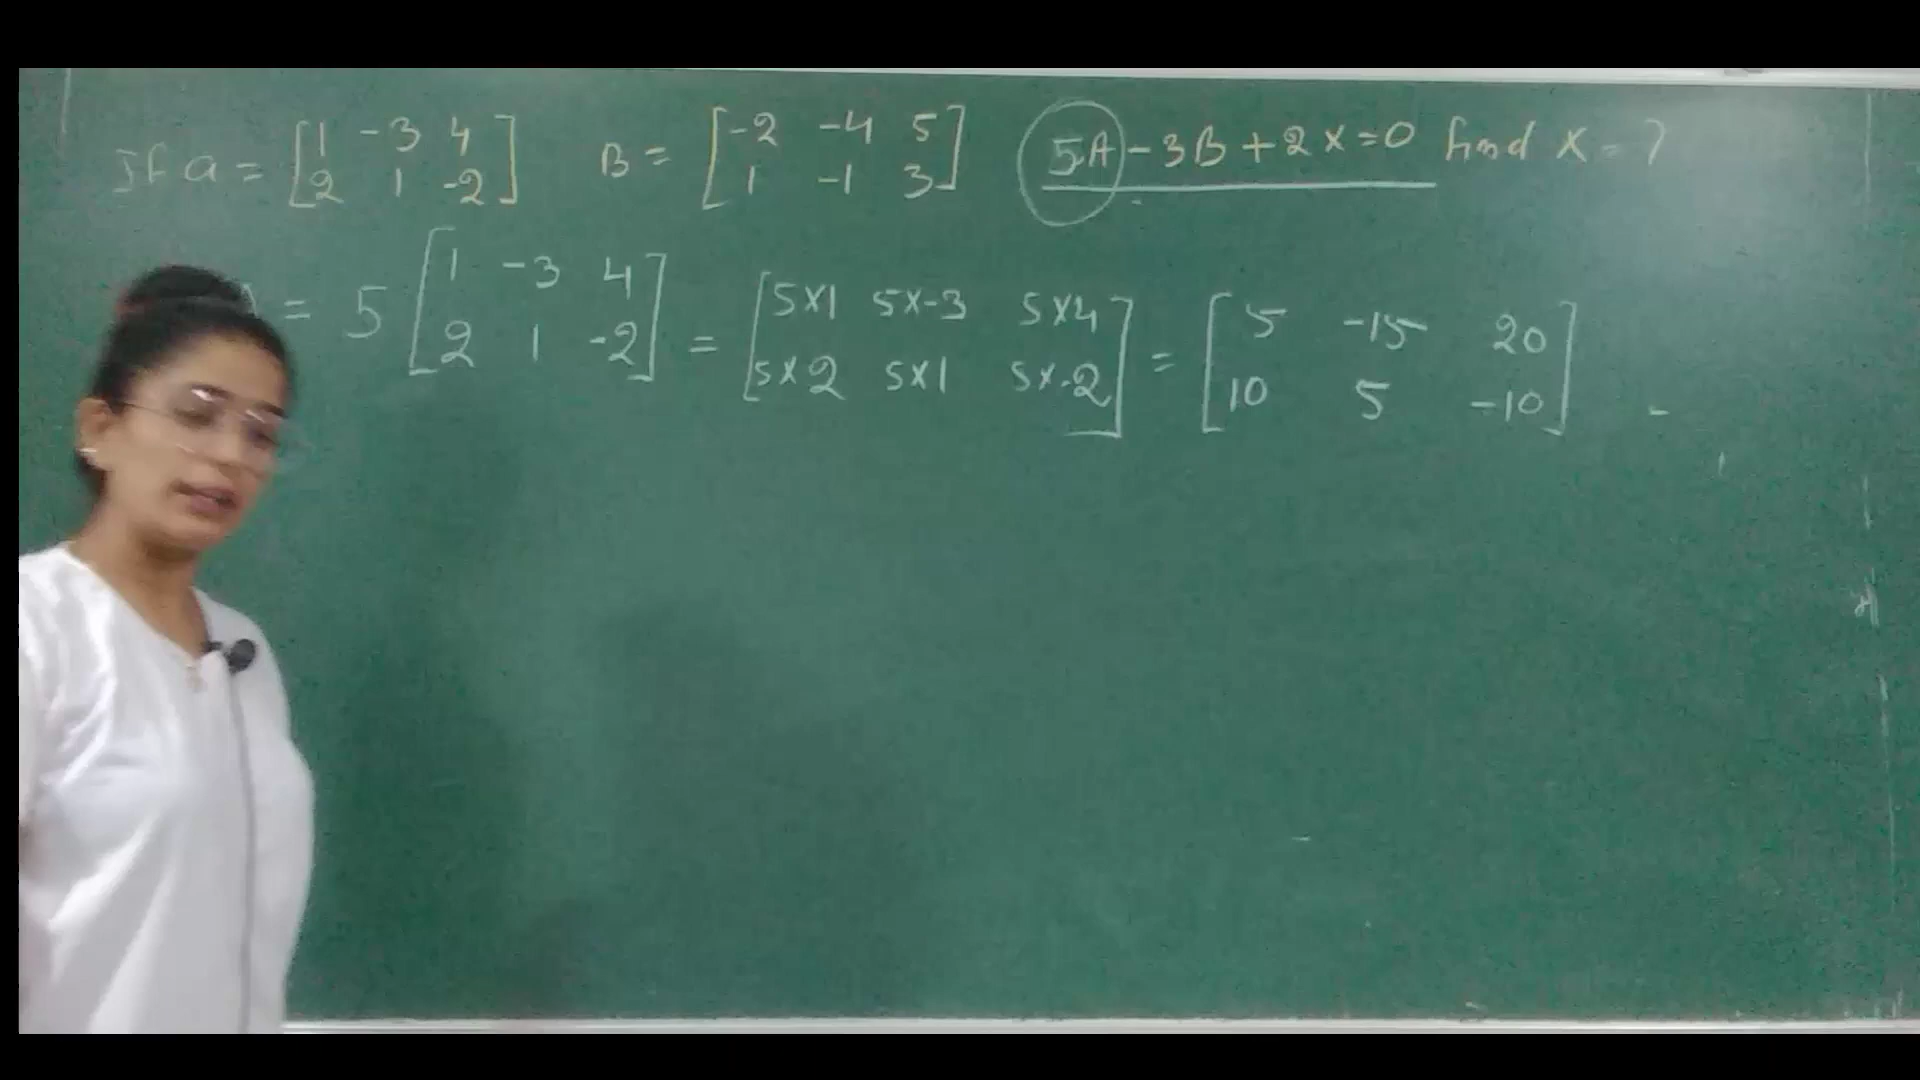 If a = [1 -3 4 B = [-2 -4 5] 5A - 3B + 2x = 0 find x = ?
2 1 -2] 1 -1 3]
= 5 [1 -3 4 = [5x1 5x-3 5x4 = [5 -15 20
2 1 -2] 5x2 5x1 5x-2] 10 5 -10]